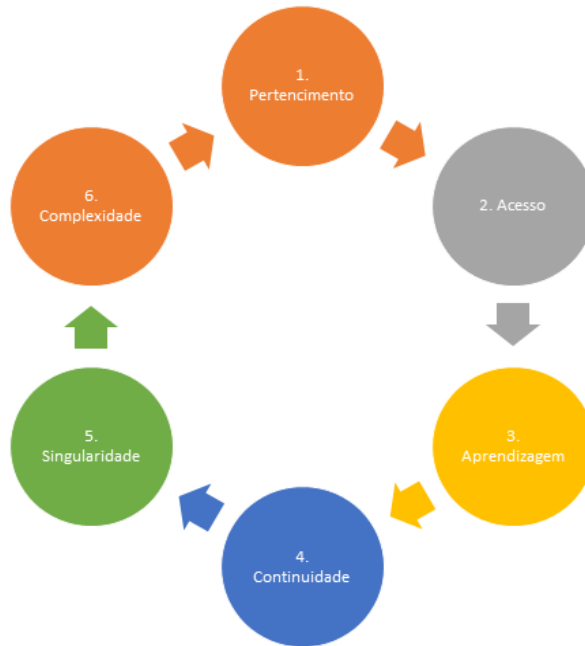 1.
Pertencimento
2. Acesso
3.
Aprendizagem
4.
Continuidade
5.
Singularidade
6.
Complexidade